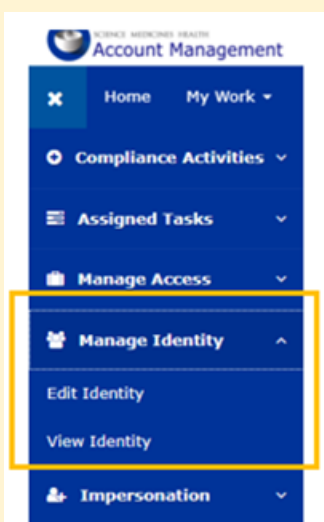 SCIENCE MEDICINES HEALTH
Account Management
Home My Work
Compliance Activities
Assigned Tasks
Manage Access
Manage Identity
Edit Identity
View Identity
Impersonation